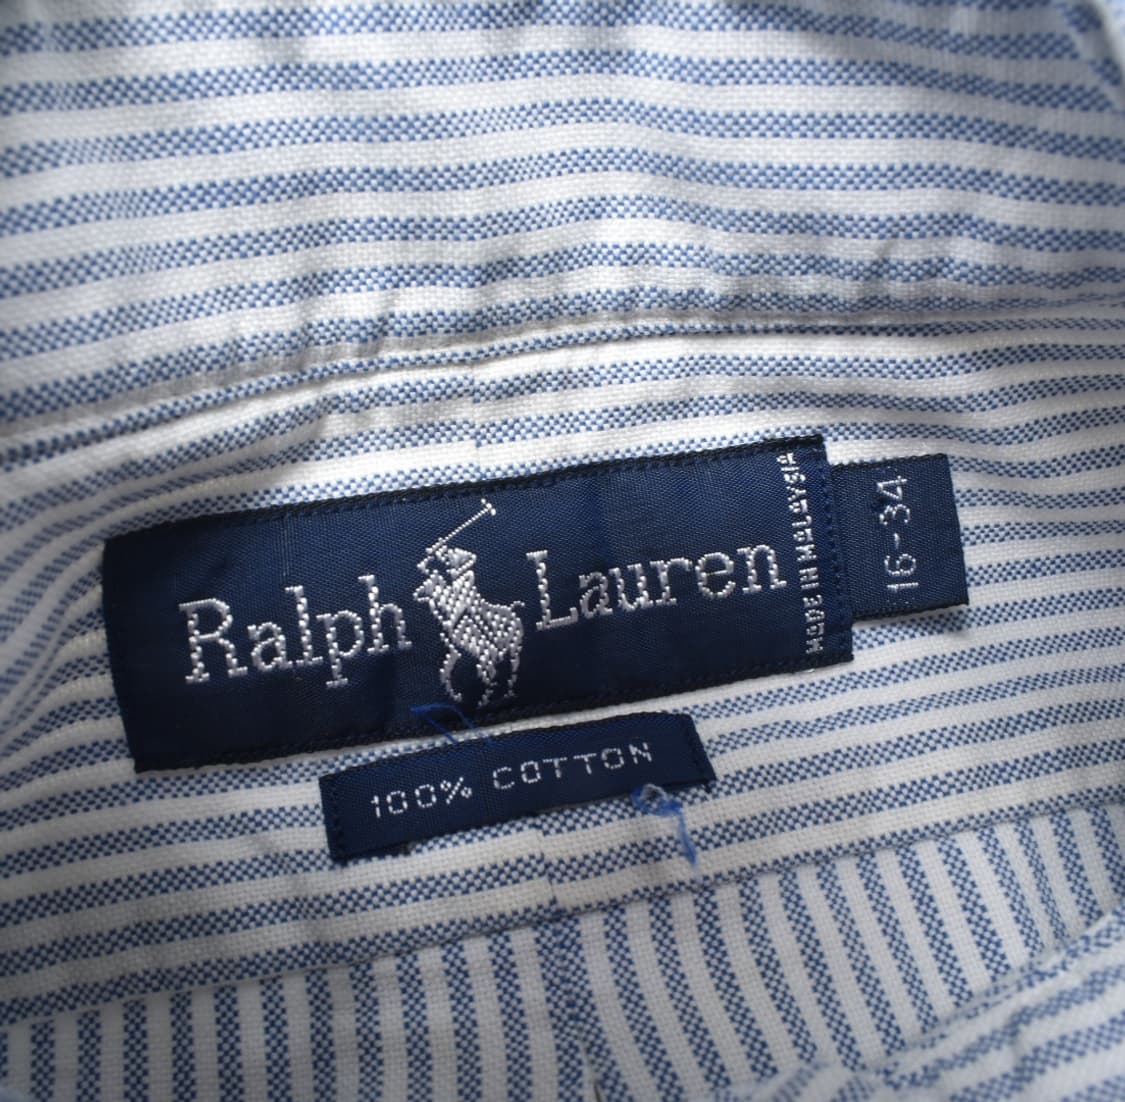 Ralph Lauren
MADE IN MALAYSIA
16-34
100% COTTON